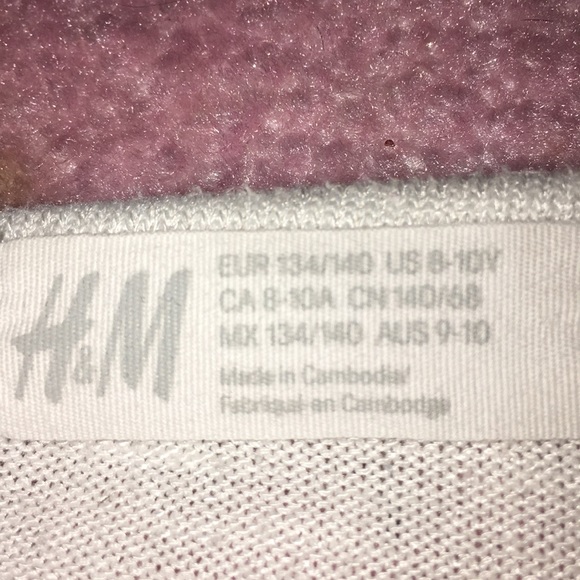 H&M
EUR 134/140 US 8-10Y
CA 8-10A CN 140/68
MX 134/140 AUS 9-10
Made in Cambodia/
Fabriqué en Cambodge